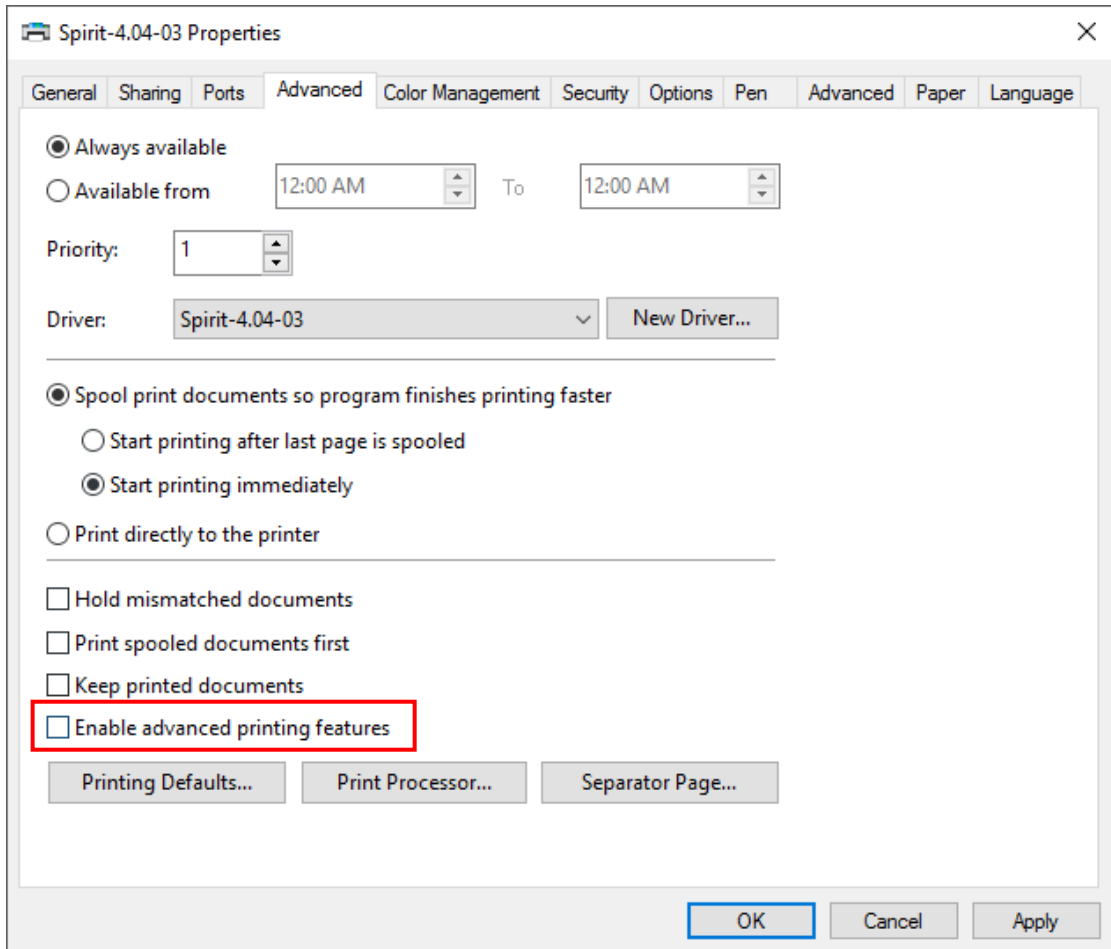 Spirit-4.04-03 Properties
General Sharing Ports Advanced Color Management Security Options Pen Advanced Paper Language
Always available
Available from 12:00 AM To 12:00 AM
Priority: 1
Driver: Spirit-4.04-03 New Driver...
Spool print documents so program finishes printing faster
Start printing after last page is spooled
Start printing immediately
Print directly to the printer
Hold mismatched documents
Print spooled documents first
Keep printed documents
Enable advanced printing features
Printing Defaults... Print Processor... Separator Page...
OK Cancel Apply